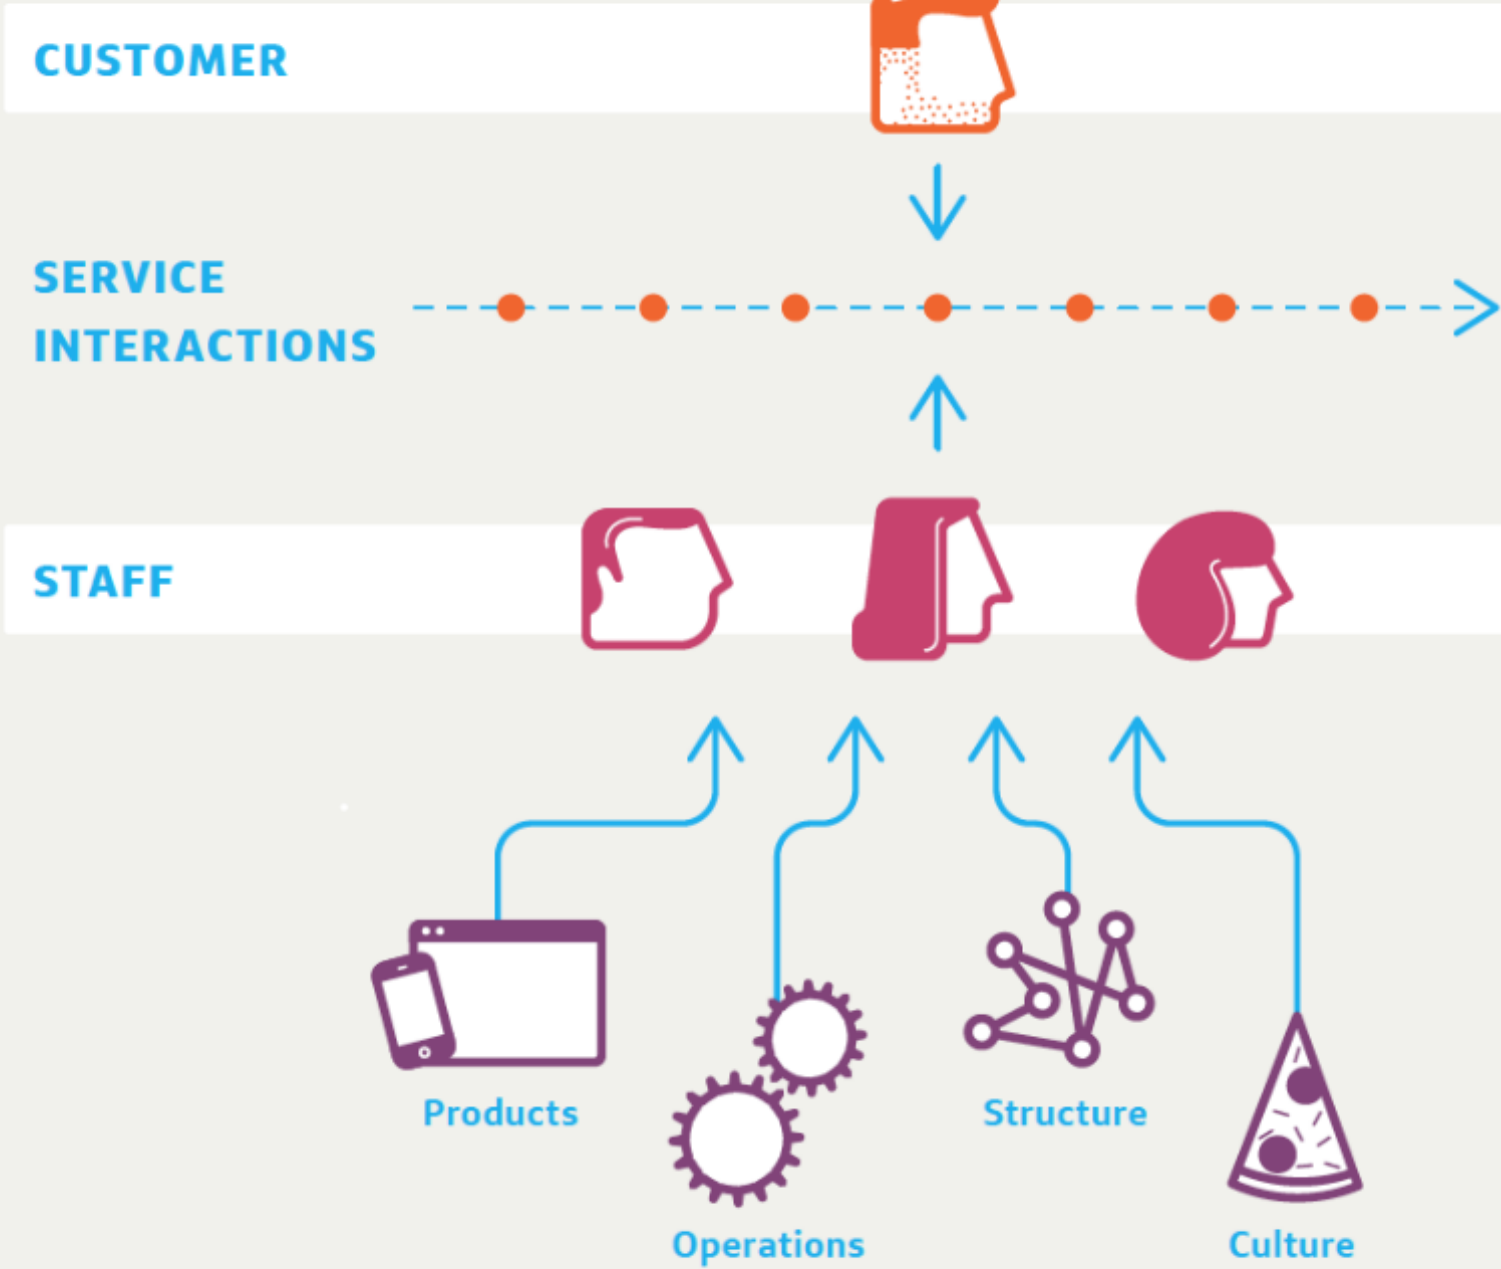 CUSTOMER
SERVICE
INTERACTIONS
STAFF
Products
Structure
Operations
Culture